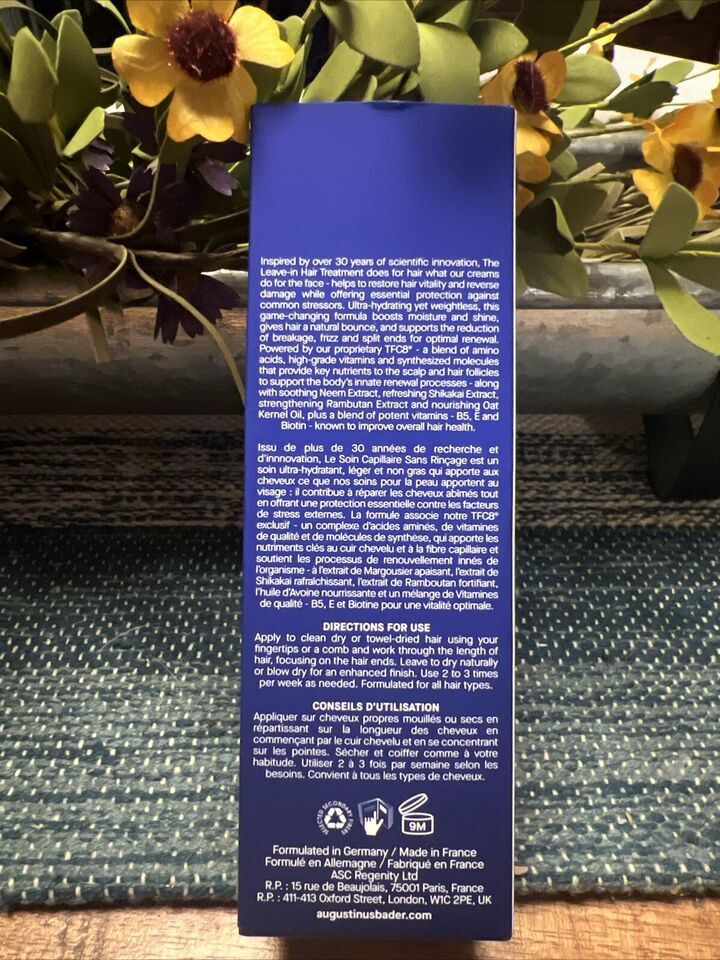 Inspired by over 30 years of scientific innovation, The
Leave-in Hair Treatment does for hair what our creams
do for the face - helps to restore hair vitality and reverse
damage while offering essential protection against
common stressors. Ultra-hydrating yet weightless, this
game-changing formula boosts moisture and shine,
gives hair a natural bounce, and supports the reduction
of breakage, frizz and split ends for optimal renewal.
Powered by our proprietary TFC8® - a blend of amino
acids, high-grade vitamins and synthesized molecules
that provide key nutrients to the scalp and hair follicles
to support the body's innate renewal processes - along
with soothing Neem Extract, refreshing Shikakai Extract,
strengthening Rambutan Extract and nourishing Oat
Kernel Oil, plus a blend of potent vitamins - B5, E and
Biotin - known to improve overall hair health.
Issu de plus de 30 années de recherche et
d'innnovation, Le Soin Capillaire Sans Rinçage est un
soin ultra-hydratant, léger et non gras qui apporte aux
cheveux ce que nos soins pour la peau apportent au
visage : il contribue à réparer les cheveux abîmés tout
en offrant une protection essentielle contre les facteurs
de stress externes. La formule associe notre TFC8®
exclusif - un complexe d'acides aminés, de vitamines
de qualité et de molécules de synthèse, qui apporte les
nutriments clés au cuir chevelu et à la fibre capillaire et
soutient les processus de renouvellement innés de
l'organisme - à l'extrait de Margousier apaisant, l'extrait de
Shikakai rafraîchissant, l'extrait de Ramboutan fortifiant,
l'huile d'Avoine nourrissante et un mélange de Vitamines
de qualité - B5, E et Biotine pour une vitalité optimale.
DIRECTIONS FOR USE
Apply to clean dry or towel-dried hair using your
fingertips or a comb and work through the length of
hair, focusing on the hair ends. Leave to dry naturally
or blow dry for an enhanced finish. Use 2 to 3 times
per week as needed. Formulated for all hair types.
CONSEILS D'UTILISATION
Appliquer sur cheveux propres mouillés ou secs en
répartissant sur la longueur des cheveux en
commençant par le cuir chevelu et en se concentrant
sur les pointes. Sécher et coiffer comme à votre
habitude. Utiliser 2 à 3 fois par semaine selon les
besoins. Convient à tous les types de cheveux.
SELECTED SECONDARY FIBERS
9M
Formulated in Germany / Made in France
Formulé en Allemagne / Fabriqué en France
ASC Regenity Ltd
R.P. : 15 rue de Beaujolais, 75001 Paris, France
R.P. : 411-413 Oxford Street, London, W1C 2PE, UK
augustinusbader.com